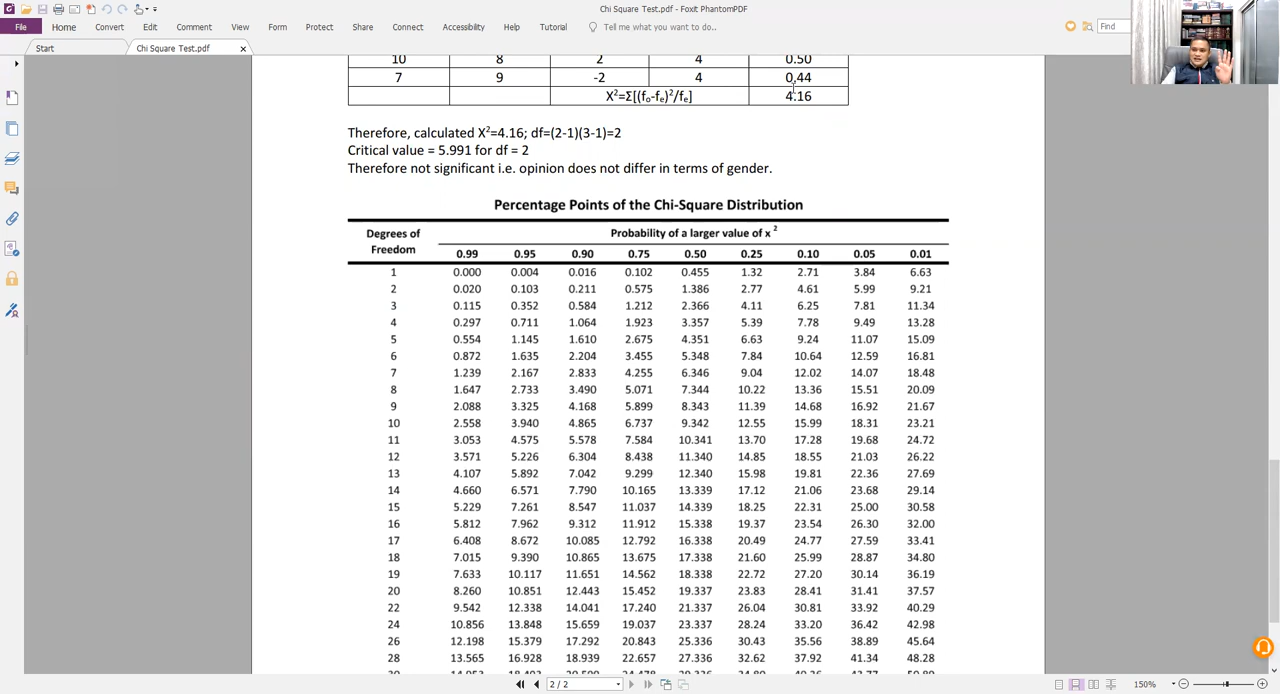 Chi Square Test.pdf - Foxit PhantomPDF
File Home Convert Edit Comment View Form Protect Share Connect Accessibility Help Tutorial Tell me what you want to do.. Find
Start Chi Square Test.pdf
10 8 2 4 0.50
7 9 -2 4 0.44
X²=Σ[(fo-fe)²/fe] 4.16
Therefore, calculated X²=4.16; df=(2-1)(3-1)=2
Critical value = 5.991 for df = 2
Therefore not significant i.e. opinion does not differ in terms of gender.
Percentage Points of the Chi-Square Distribution
Degrees of Freedom Probability of a larger value of x ²
0.99 0.95 0.90 0.75 0.50 0.25 0.10 0.05 0.01
1 0.000 0.004 0.016 0.102 0.455 1.32 2.71 3.84 6.63
2 0.020 0.103 0.211 0.575 1.386 2.77 4.61 5.99 9.21
3 0.115 0.352 0.584 1.212 2.366 4.11 6.25 7.81 11.34
4 0.297 0.711 1.064 1.923 3.357 5.39 7.78 9.49 13.28
5 0.554 1.145 1.610 2.675 4.351 6.63 9.24 11.07 15.09
6 0.872 1.635 2.204 3.455 5.348 7.84 10.64 12.59 16.81
7 1.239 2.167 2.833 4.255 6.346 9.04 12.02 14.07 18.48
8 1.647 2.733 3.490 5.071 7.344 10.22 13.36 15.51 20.09
9 2.088 3.325 4.168 5.899 8.343 11.39 14.68 16.92 21.67
10 2.558 3.940 4.865 6.737 9.342 12.55 15.99 18.31 23.21
11 3.053 4.575 5.578 7.584 10.341 13.70 17.28 19.68 24.72
12 3.571 5.226 6.304 8.438 11.340 14.85 18.55 21.03 26.22
13 4.107 5.892 7.042 9.299 12.340 15.98 19.81 22.36 27.69
14 4.660 6.571 7.790 10.165 13.339 17.12 21.06 23.68 29.14
15 5.229 7.261 8.547 11.037 14.339 18.25 22.31 25.00 30.58
16 5.812 7.962 9.312 11.912 15.338 19.37 23.54 26.30 32.00
17 6.408 8.672 10.085 12.792 16.338 20.49 24.77 27.59 33.41
18 7.015 9.390 10.865 13.675 17.338 21.60 25.99 28.87 34.80
19 7.633 10.117 11.651 14.562 18.338 22.72 27.20 30.14 36.19
20 8.260 10.851 12.443 15.452 19.337 23.83 28.41 31.41 37.57
22 9.542 12.338 14.041 17.240 21.337 26.04 30.81 33.92 40.29
24 10.856 13.848 15.659 19.037 23.337 28.24 33.20 36.42 42.98
26 12.198 15.379 17.292 20.843 25.336 30.43 35.56 38.89 45.64
28 13.565 16.928 18.939 22.657 27.336 32.62 37.92 41.34 48.28
2 / 2 150%